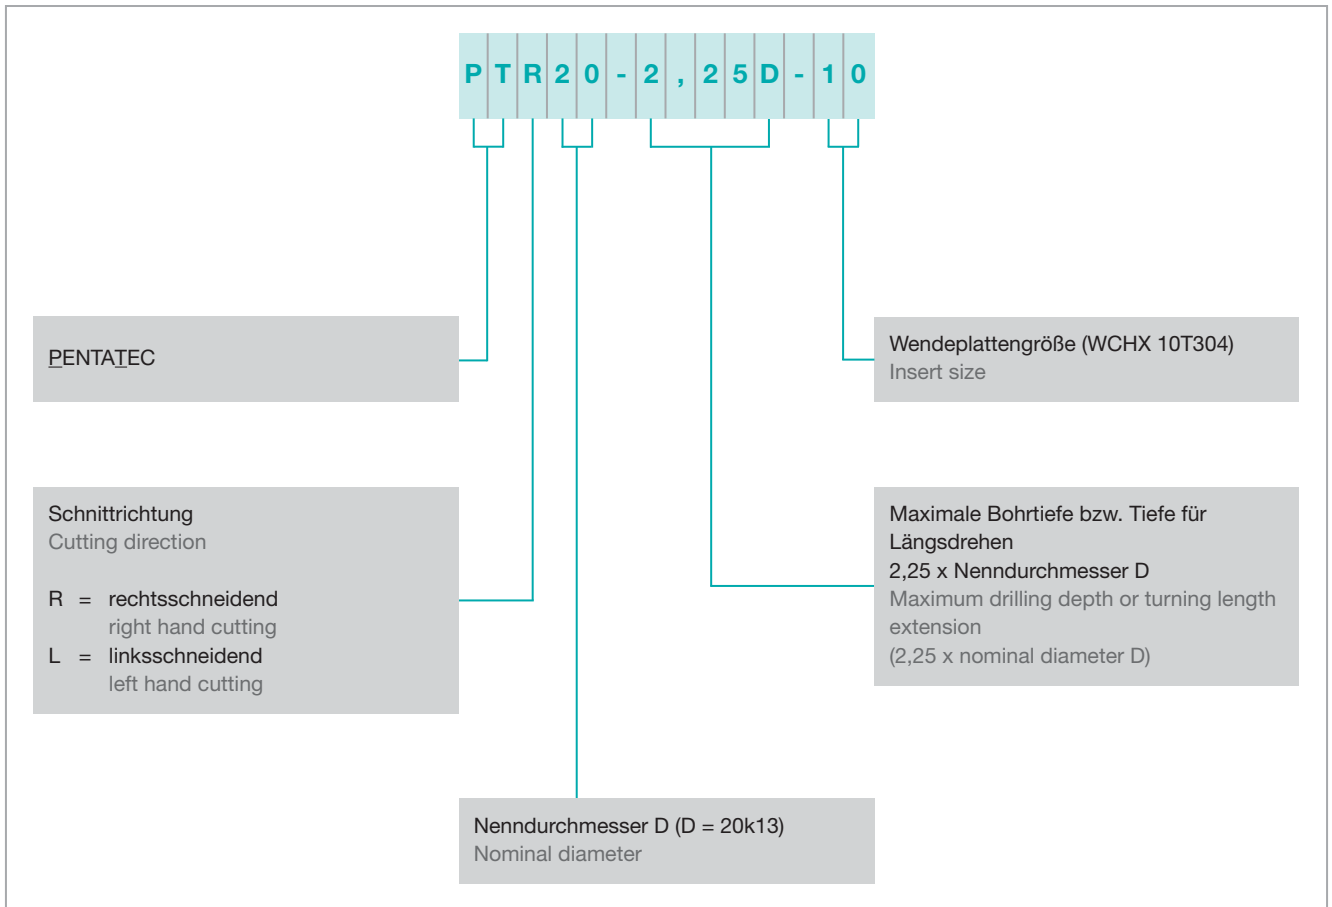 PTR20-2,25D-10
PENTATEC
Schnittrichtung
Cutting direction
R = rechtsschneidend
right hand cutting
L = linksschneidend
left hand cutting
Nenndurchmesser D (D = 20k13)
Nominal diameter
Wendeplattengröße (WCHX 10T304)
Insert size
Maximale Bohrtiefe bzw. Tiefe für
Längsdrehen
2,25 x Nenndurchmesser D
Maximum drilling depth or turning length
extension
(2,25 x nominal diameter D)